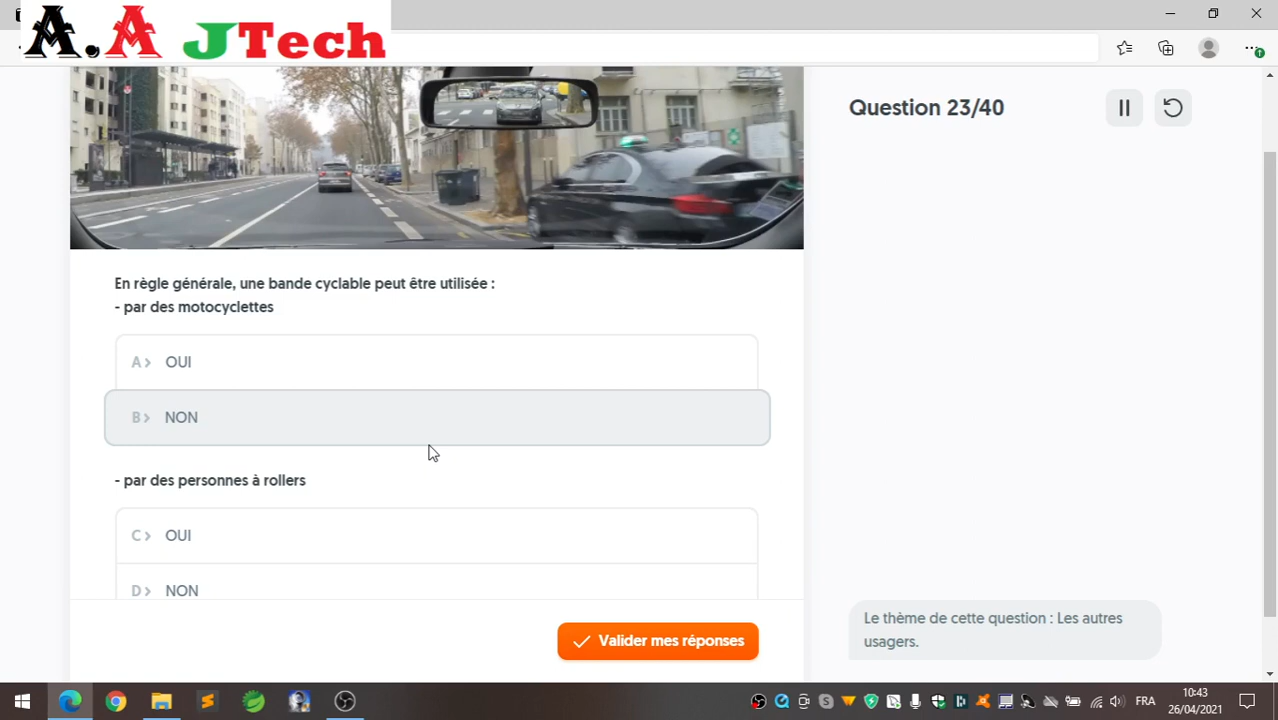 A.A JTech
Question 23/40
En règle générale, une bande cyclable peut être utilisée :
- par des motocyclettes
A OUI
B NON
- par des personnes à rollers
C OUI
D NON
Valider mes réponses
Le thème de cette question : Les autres
usagers.
FRA
10:43
26/04/2021